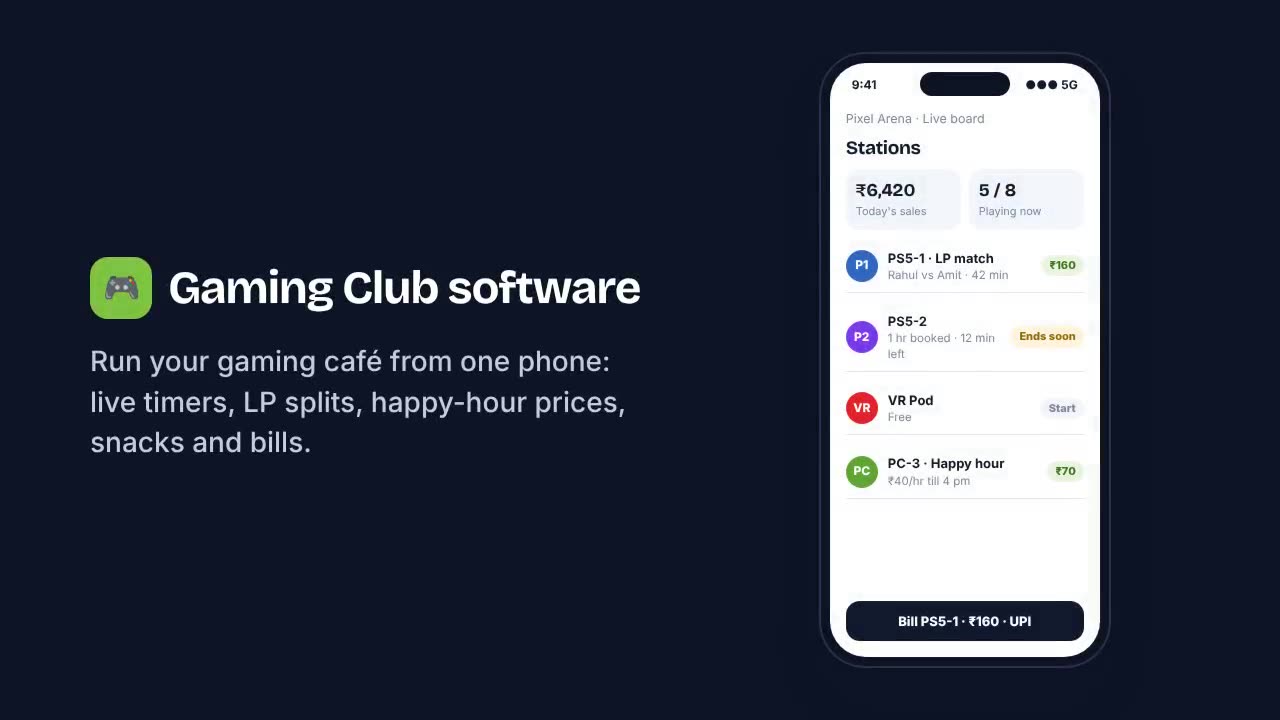 Gaming Club software
Run your gaming café from one phone:
live timers, LP splits, happy-hour prices,
snacks and bills.
9:41
5G
Pixel Arena · Live board
Stations
₹6,420
Today's sales
5 / 8
Playing now
P1
PS5-1 · LP match
Rahul vs Amit · 42 min
₹160
P2
PS5-2
1 hr booked · 12 min
left
Ends soon
VR
VR Pod
Free
Start
PC
PC-3 · Happy hour
₹40/hr till 4 pm
₹70
Bill PS5-1 · ₹160 · UPI